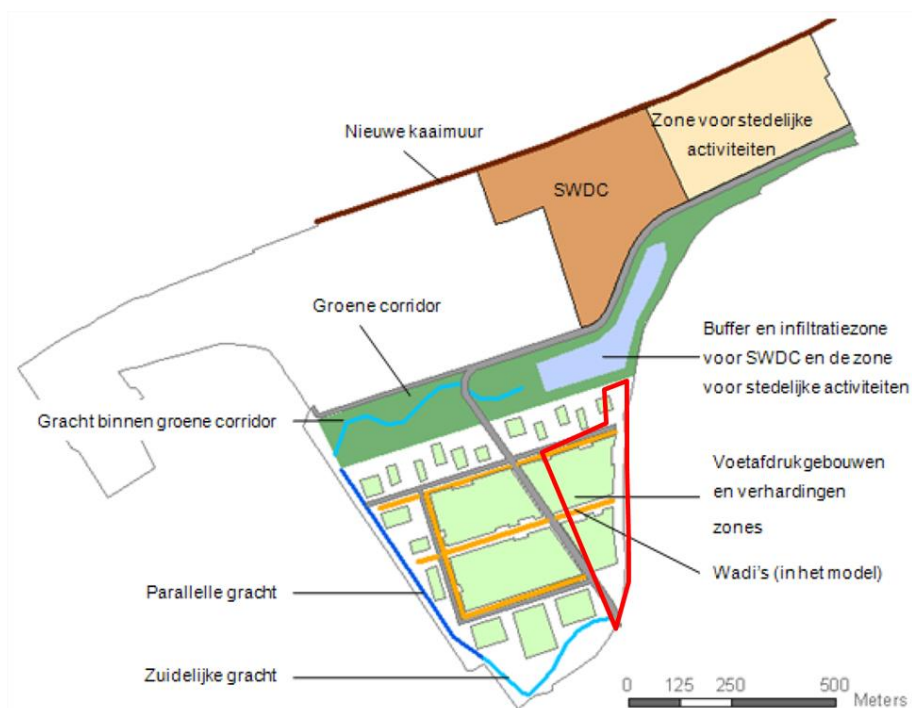 Zone voor stedelijke
activiteiten
Nieuwe kaaimuur
SWDC
Groene corridor
Buffer en infiltratiezone
voor SWDC en de zone
voor stedelijke activiteiten
Gracht binnen groene corridor
Voetafdruk gebouwen
en verhardingen
zones
Wadi's (in het model)
Parallelle gracht
Zuidelijke gracht
0 125 250 500
Meters